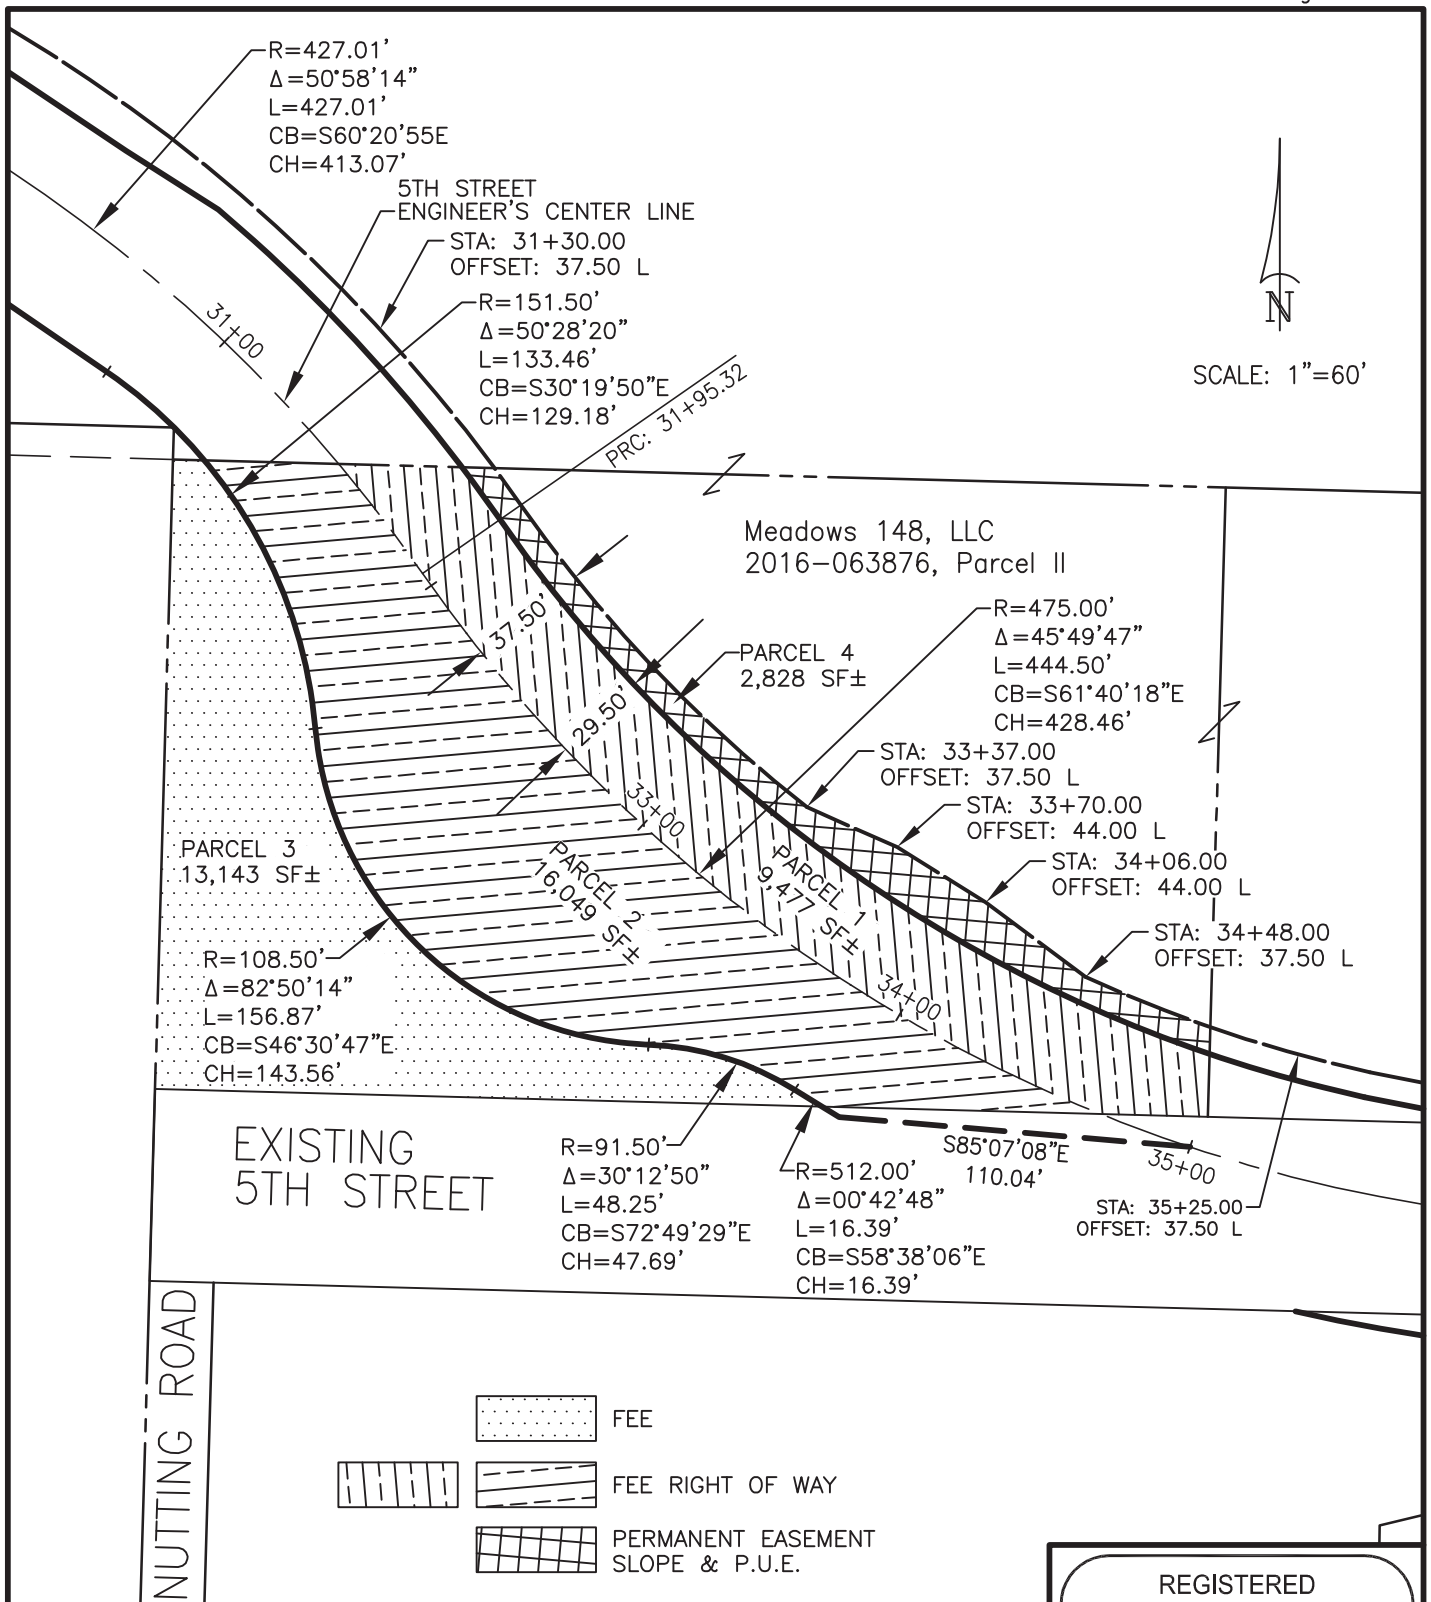 R=427.01'
Δ=50°58'14"
L=427.01'
CB=S60°20'55E
CH=413.07'
5TH STREET
ENGINEER'S CENTER LINE
STA: 31+30.00
OFFSET: 37.50 L
31+00
R=151.50'
Δ=50°28'20"
L=133.46'
CB=S30°19'50"E
CH=129.18'
PRC: 31+95.32
N
SCALE: 1"=60'
Meadows 148, LLC
2016-063876, Parcel II
37.50'
29.50'
R=475.00'
Δ=45°49'47"
L=444.50'
CB=S61°40'18"E
CH=428.46'
PARCEL 4
2,828 SF±
STA: 33+37.00
OFFSET: 37.50 L
STA: 33+70.00
OFFSET: 44.00 L
STA: 34+06.00
OFFSET: 44.00 L
STA: 34+48.00
OFFSET: 37.50 L
33+00
PARCEL 3
13,143 SF±
PARCEL 2
16,049 SF±
PARCEL 1
9,477 SF±
34+00
R=108.50'
Δ=82°50'14"
L=156.87'
CB=S46°30'47"E
CH=143.56'
EXISTING
5TH STREET
R=91.50'
Δ=30°12'50"
L=48.25'
CB=S72°49'29"E
CH=47.69'
R=512.00'
Δ=00°42'48"
L=16.39'
CB=S58°38'06"E
CH=16.39'
S85°07'08"E
110.04'
35+00
STA: 35+25.00
OFFSET: 37.50 L
NUTTING ROAD
FEE
FEE RIGHT OF WAY
PERMANENT EASEMENT
SLOPE & P.U.E.
REGISTERED